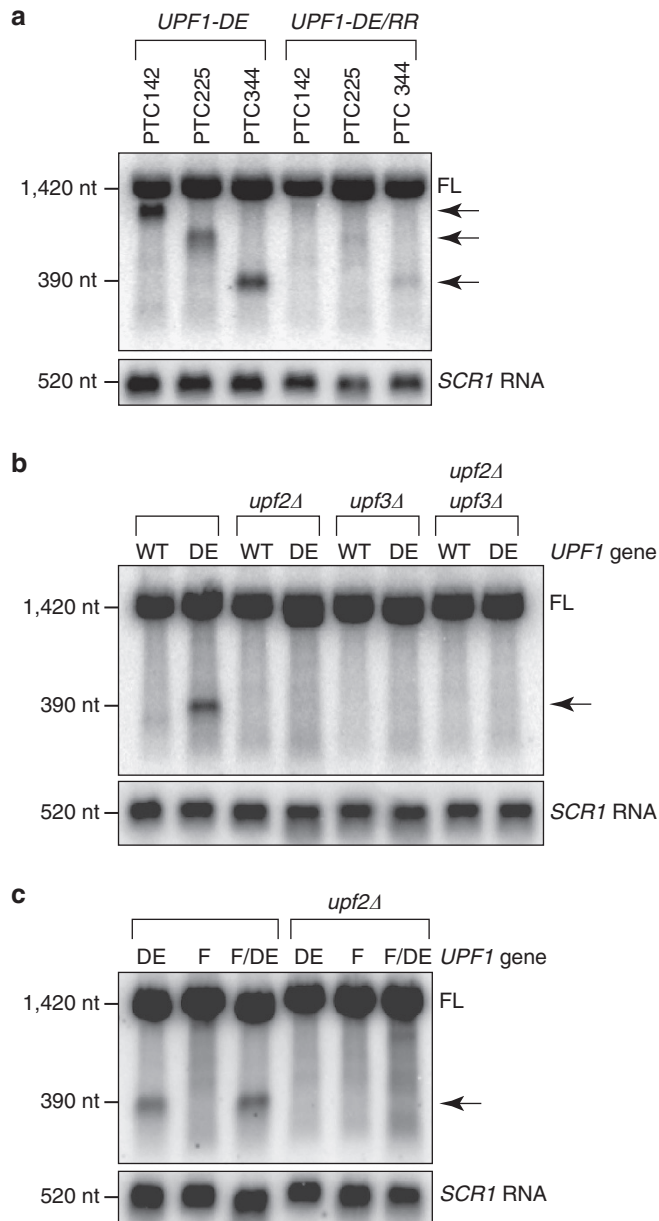 a
UPF1-DE UPF1-DE/RR
PTC142 PTC225 PTC344 PTC142 PTC225 PTC 344
1,420 nt FL
390 nt
520 nt SCR1 RNA
b
upf2Δ upf3Δ upf2Δ
upf3Δ
WT DE WT DE WT DE WT DE UPF1 gene
1,420 nt FL
390 nt
520 nt SCR1 RNA
c
upf2Δ
DE F F/DE DE F F/DE UPF1 gene
1,420 nt FL
390 nt
520 nt SCR1 RNA